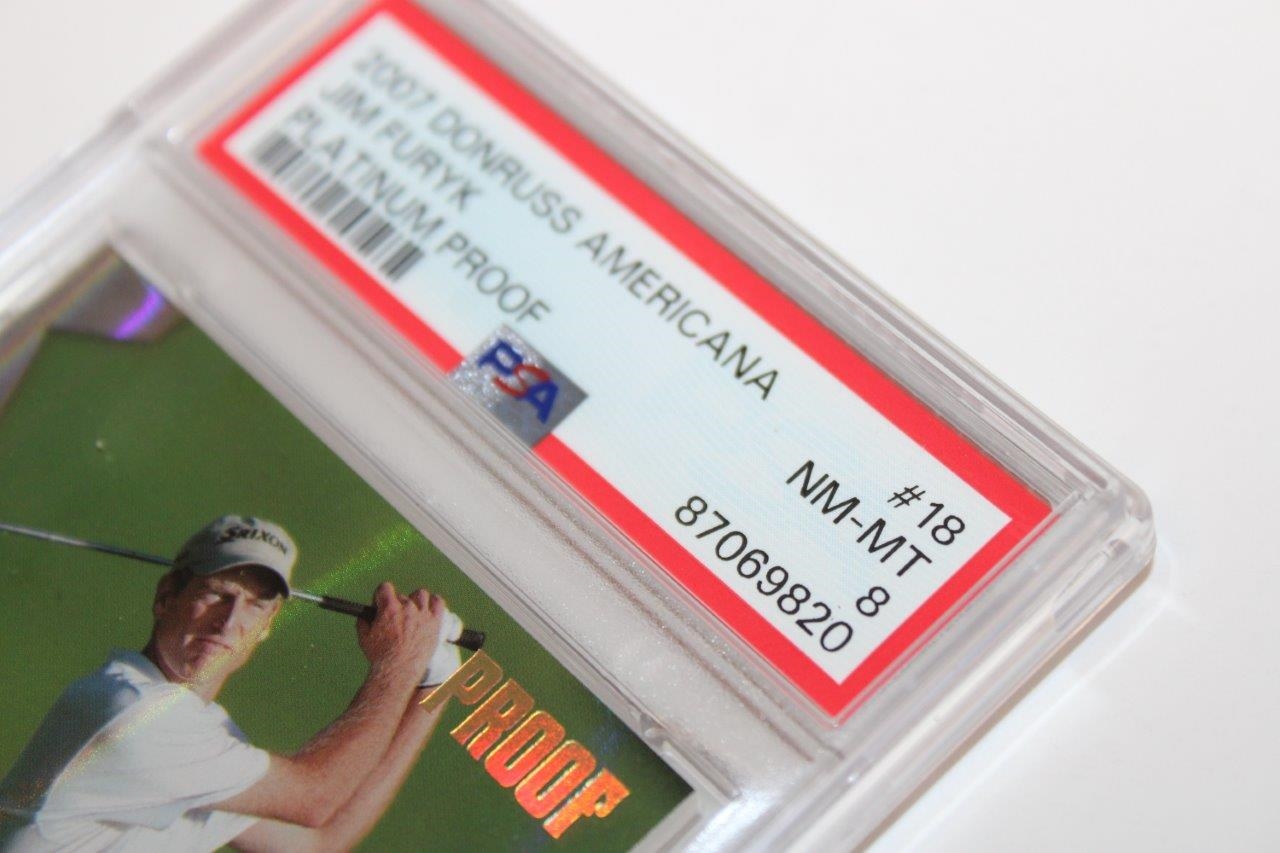 2007 DONRUSS AMERICANA
JIM FURYK
PLATINUM PROOF
#18
NM-MT
8
87069820
PSA
SRIXON
PROOF